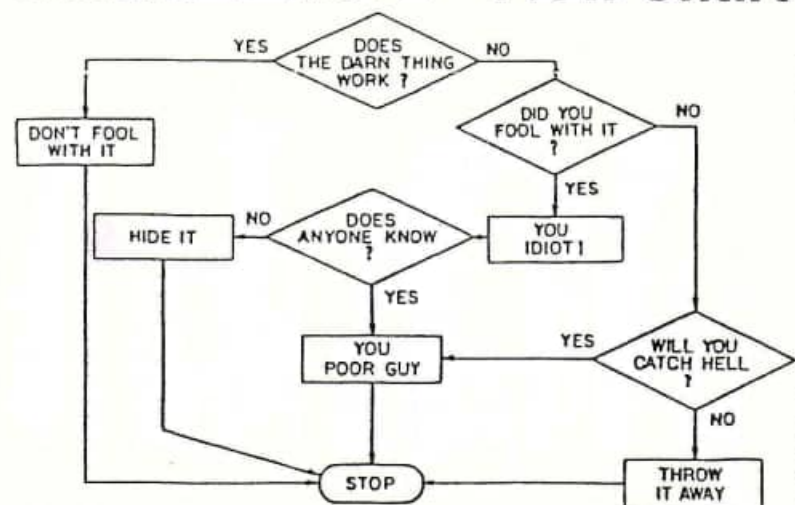 YES
DOES
THE DARN THING
WORK ?
NO
DON'T FOOL
WITH IT
DID YOU
FOOL WITH IT
?
NO
YES
HIDE IT
NO
DOES
ANYONE KNOW
?
YOU
IDIOT!
YES
YOU
POOR GUY
YES
WILL YOU
CATCH HELL
?
NO
STOP
THROW
IT AWAY